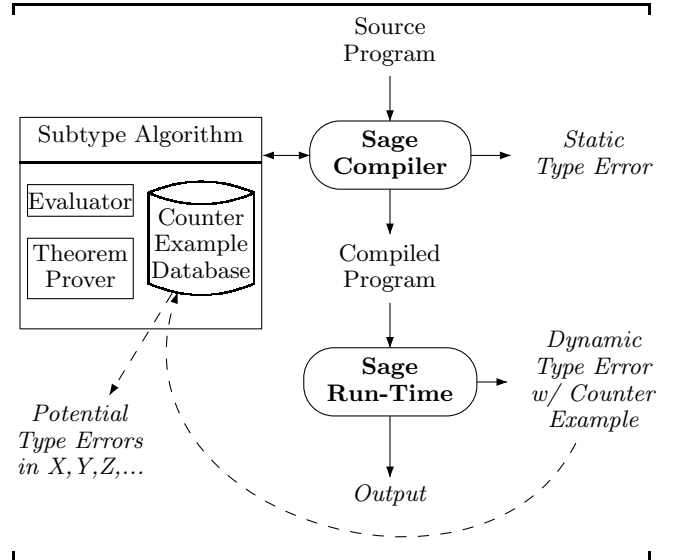 Source
Program
Subtype Algorithm
Sage
Compiler
Static
Type Error
Evaluator
Theorem
Prover
Counter
Example
Database
Compiled
Program
Sage
Run-Time
Dynamic
Type Error
w/ Counter
Example
Potential
Type Errors
in X,Y,Z,...
Output